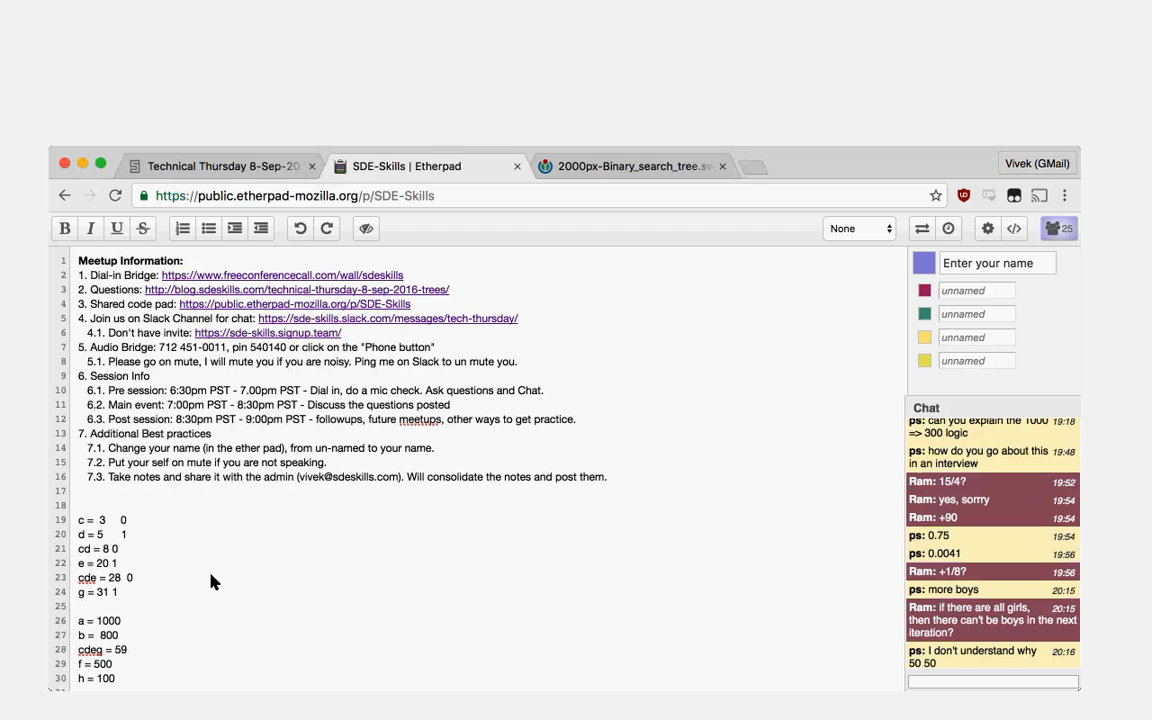 Technical Thursday 8-Sep-20
SDE-Skills | Etherpad
2000px-Binary_search_tree.sv
Vivek (GMail)
https://public.etherpad-mozilla.org/p/SDE-Skills
B I U S
None
25
1 Meetup Information:
2 1. Dial-in Bridge: https://www.freeconferencecall.com/wall/sdeskills
3 2. Questions: http://blog.sdeskills.com/technical-thursday-8-sep-2016-trees/
4 3. Shared code pad: https://public.etherpad-mozilla.org/p/SDE-Skills
5 4. Join us on Slack Channel for chat: https://sde-skills.slack.com/messages/tech-thursday/
6 4.1. Don't have invite: https://sde-skills.signup.team/
7 5. Audio Bridge: 712 451-0011, pin 540140 or click on the "Phone button"
8 5.1. Please go on mute, I will mute you if you are noisy. Ping me on Slack to un mute you.
9 6. Session Info
10 6.1. Pre session: 6:30pm PST - 7.00pm PST - Dial in, do a mic check. Ask questions and Chat.
11 6.2. Main event: 7:00pm PST - 8:30pm PST - Discuss the questions posted
12 6.3. Post session: 8:30pm PST - 9:00pm PST - followups, future meetups, other ways to get practice.
13 7. Additional Best practices
14 7.1. Change your name (in the ether pad), from un-named to your name.
15 7.2. Put your self on mute if you are not speaking.
16 7.3. Take notes and share it with the admin (vivek@sdeskills.com). Will consolidate the notes and post them.
17
18
19 c = 3 0
20 d = 5 1
21 cd = 8 0
22 e = 20 1
23 cde = 28 0
24 g = 31 1
25
26 a = 1000
27 b = 800
28 cdeg = 59
29 f = 500
30 h = 100
Enter your name
unnamed
unnamed
unnamed
unnamed
Chat
ps: can you explain the 1000 19:18
=> 300 logic
ps: how do you go about this 19:48
in an interview
Ram: 15/4? 19:52
Ram: yes, sorrry 19:54
Ram: +90 19:54
ps: 0.75 19:54
ps: 0.0041 19:56
Ram: +1/8? 19:56
ps: more boys 20:15
Ram: if there are all girls, 20:15
then there can't be boys in the next
iteration?
ps: I don't understand why 20:16
50 50